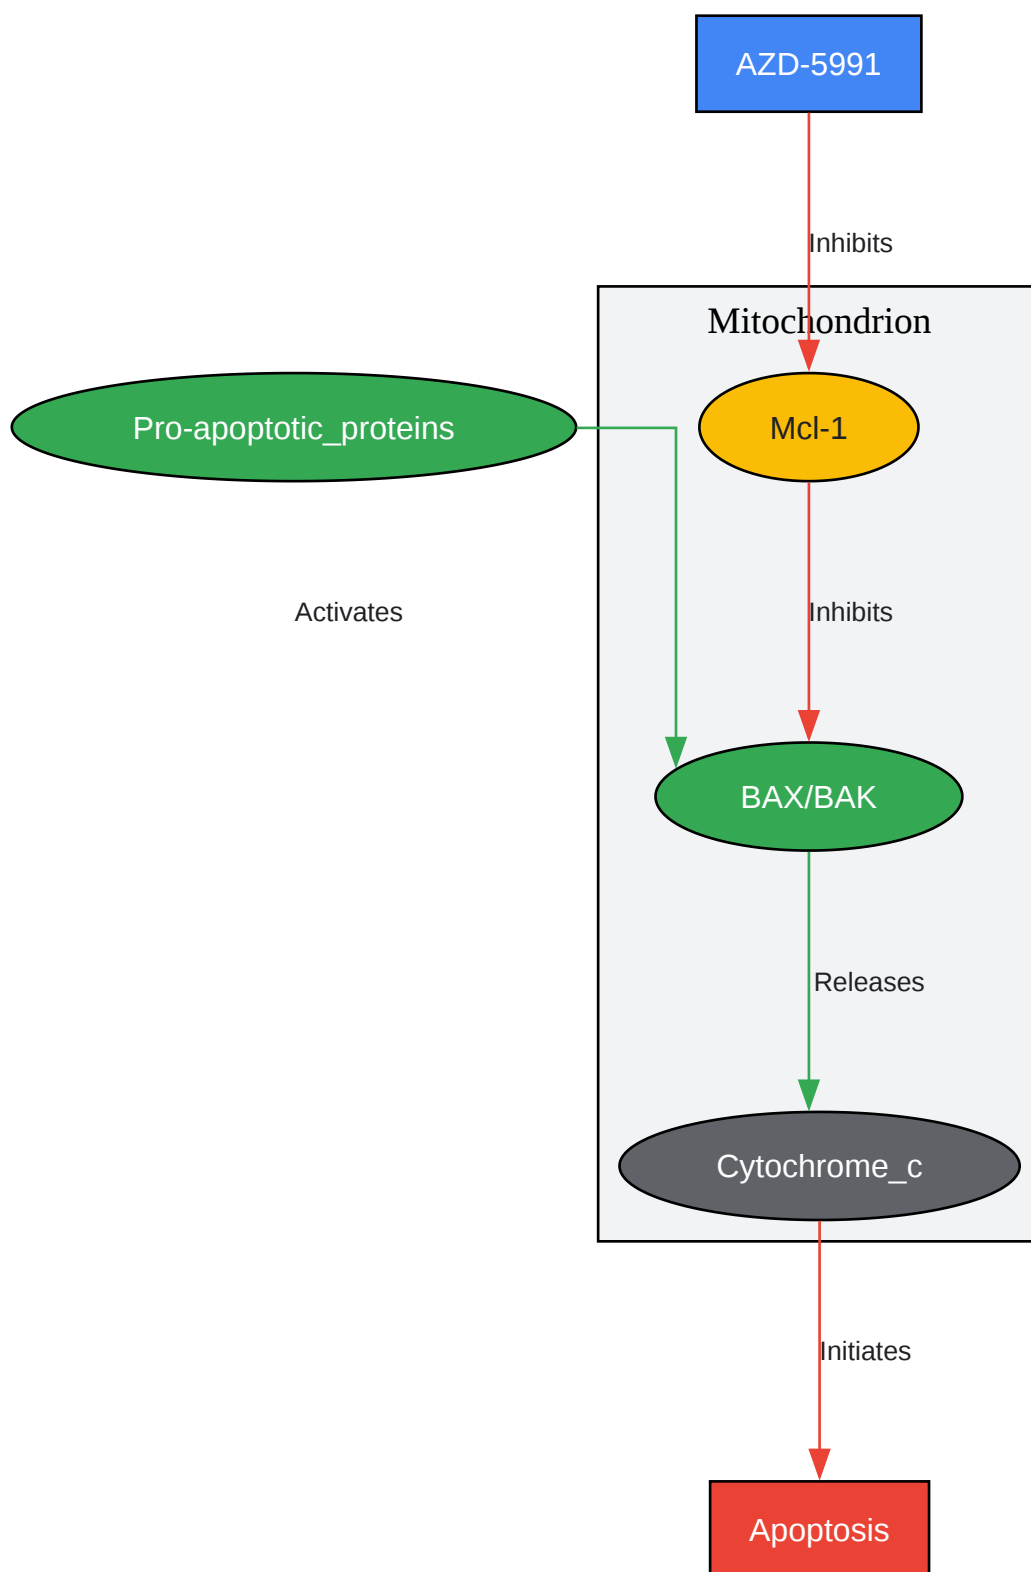 AZD-5991
Inhibits
Mitochondrion
Pro-apoptotic_proteins
Mcl-1
Activates
Inhibits
BAX/BAK
Releases
Cytochrome_c
Initiates
Apoptosis